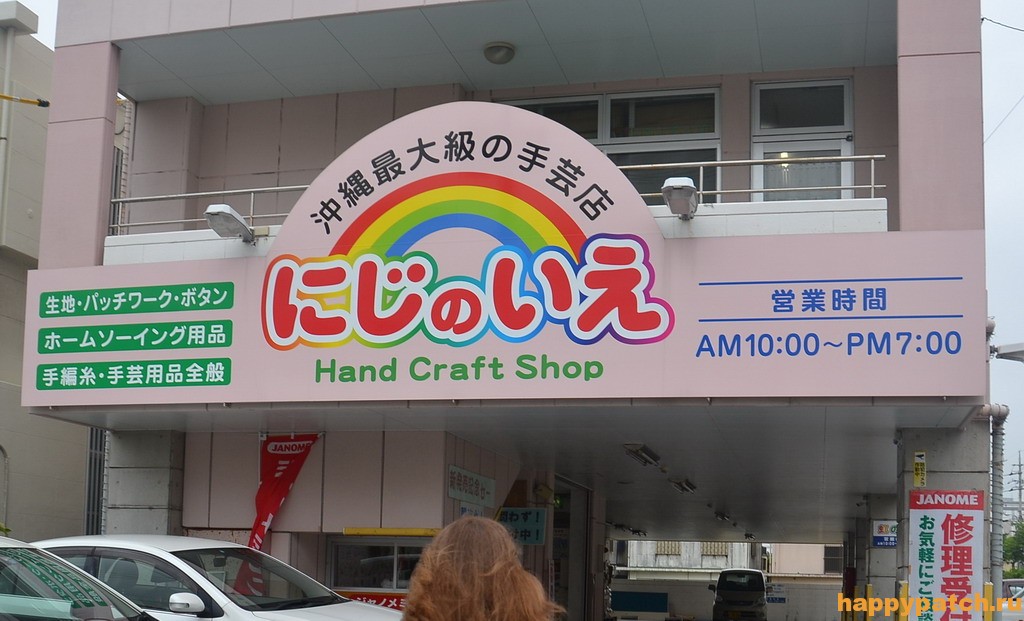 沖縄最大級の手芸店
にじのいえ
Hand Craft Shop
生地・パッチワーク・ボタン
ホームソーイング用品
手編糸・手芸用品全般
営業時間
AM10:00～PM7:00
JANOME
JANOME
修理受付
お気軽にご
happypatch.ru